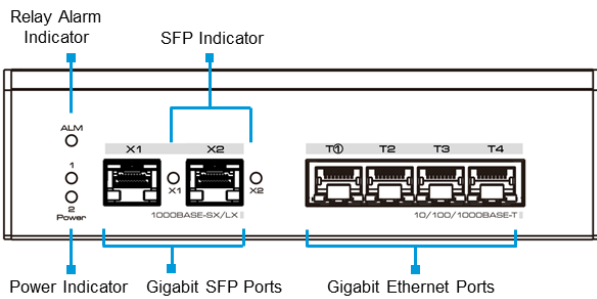 Relay Alarm
Indicator
SFP Indicator
ALM
X1
X2
T①
T2
T3
T4
1
X1
X2
2
Power
1000BASE-SX/LX
10/100/1000BASE-T
Power Indicator
Gigabit SFP Ports
Gigabit Ethernet Ports